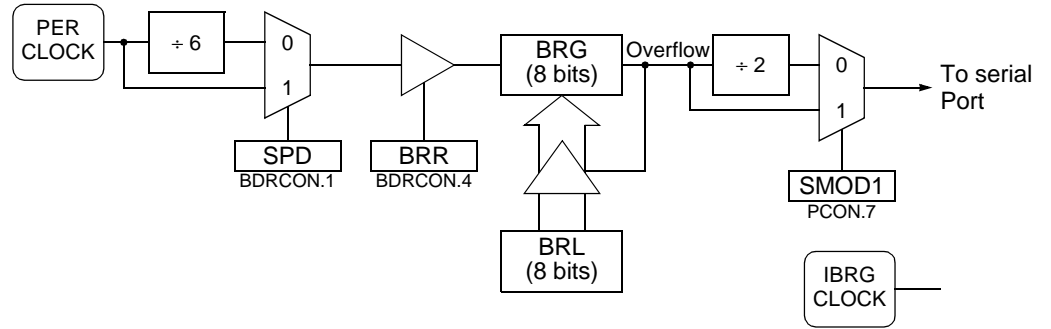 PER
CLOCK
÷ 6
0
1
SPD
BDRCON.1
BRR
BDRCON.4
BRG
(8 bits)
Overflow
÷ 2
0
1
To serial
Port
SMOD1
PCON.7
BRL
(8 bits)
IBRG
CLOCK